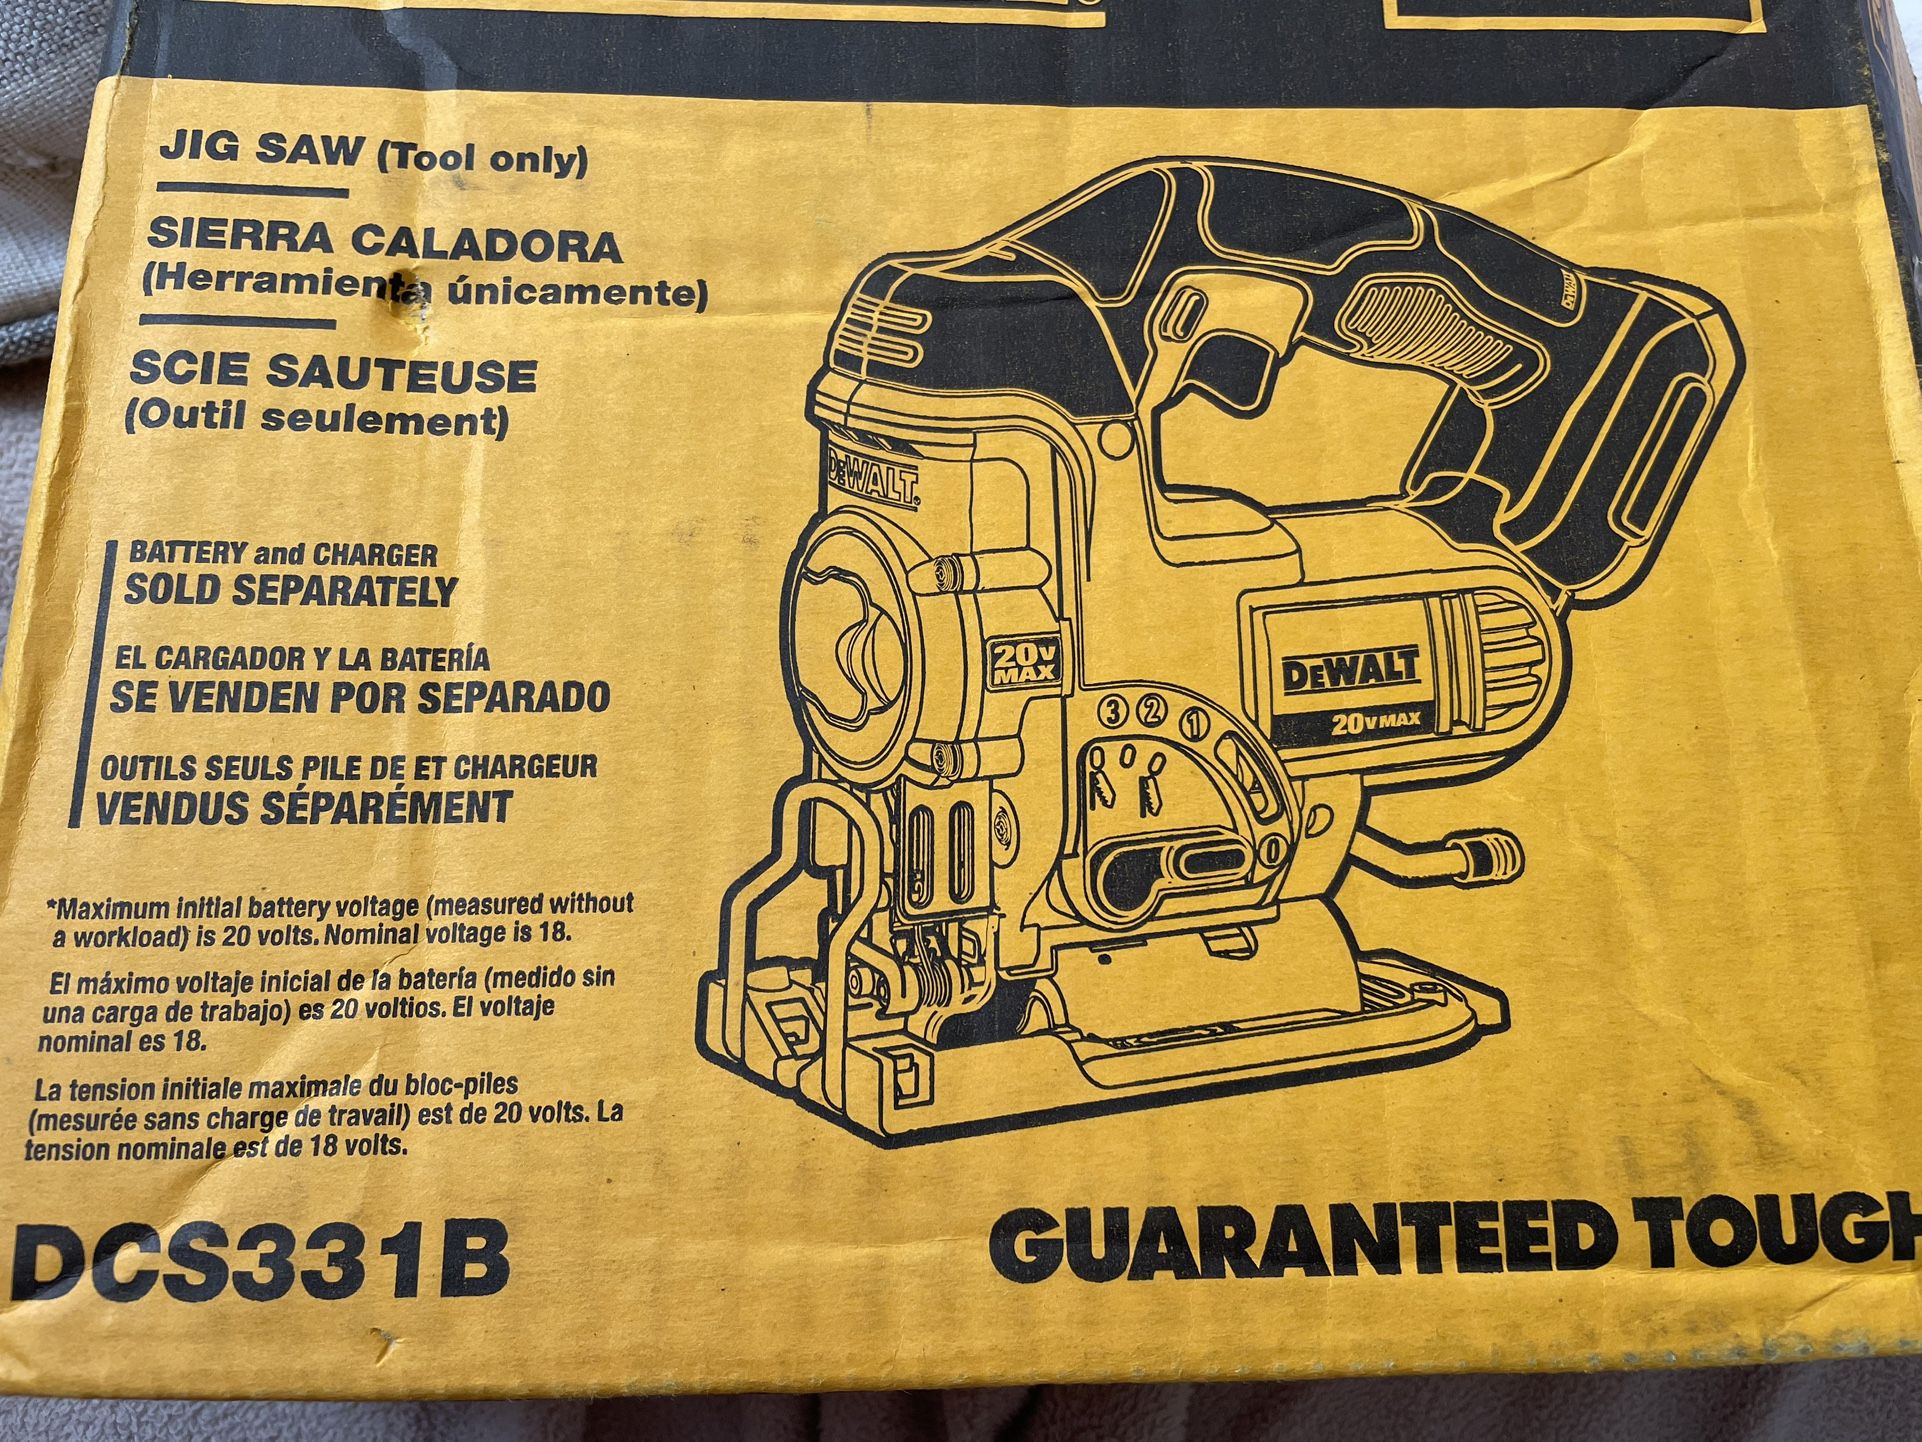 JIG SAW (Tool only)
SIERRA CALADORA
(Herramienta únicamente)
SCIE SAUTEUSE
(Outil seulement)
BATTERY and CHARGER
SOLD SEPARATELY
EL CARGADOR Y LA BATERÍA
SE VENDEN POR SEPARADO
OUTILS SEULS PILE DE ET CHARGEUR
VENDUS SÉPARÉMENT
*Maximum initial battery voltage (measured without
a workload) is 20 volts. Nominal voltage is 18.
El máximo voltaje inicial de la batería (medido sin
una carga de trabajo) es 20 voltios. El voltaje
nominal es 18.
La tension initiale maximale du bloc-piles
(mesurée sans charge de travail) est de 20 volts. La
tension nominale est de 18 volts.
DCS331B
GUARANTEED TOUGH
DEWALT
DEWALT.
20V
MAX
DEWALT
20V MAX
3 2 1
0